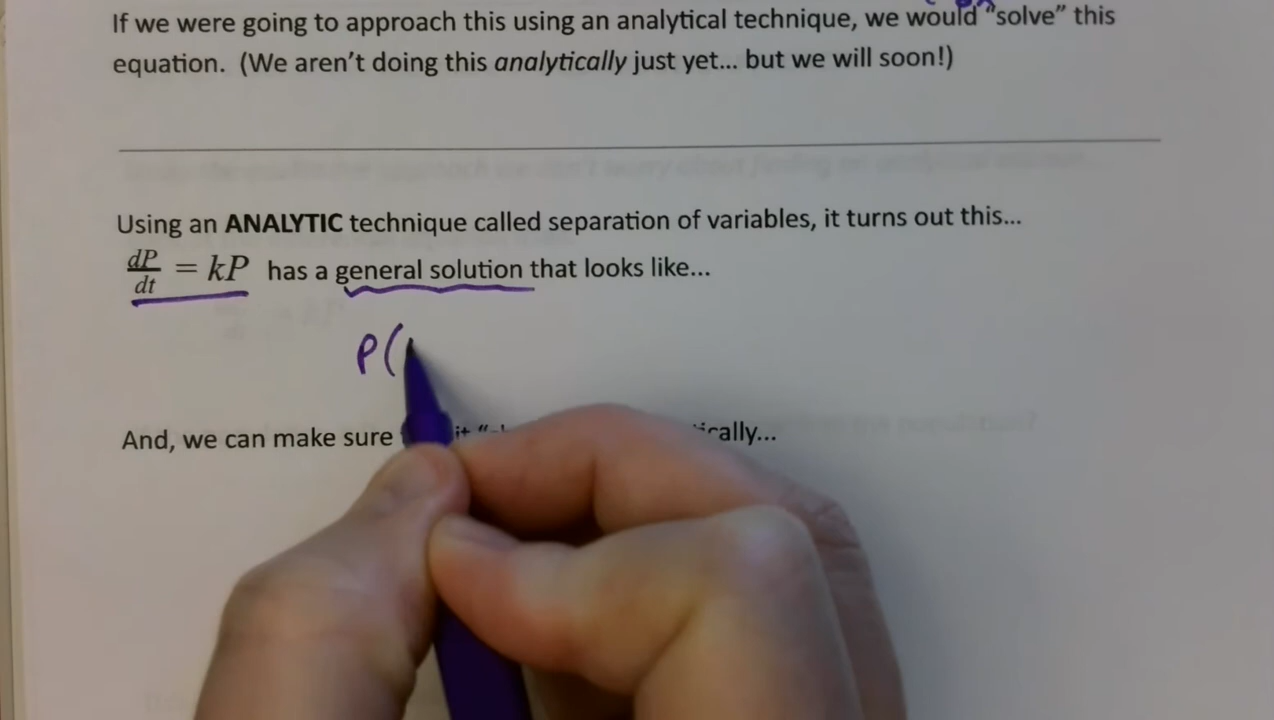 If we were going to approach this using an analytical technique, we would “solve” this
equation. (We aren’t doing this analytically just yet... but we will soon!)
Using an ANALYTIC technique called separation of variables, it turns out this...
dP/dt = kP has a general solution that looks like...
P(
And, we can make sure it “ ically...